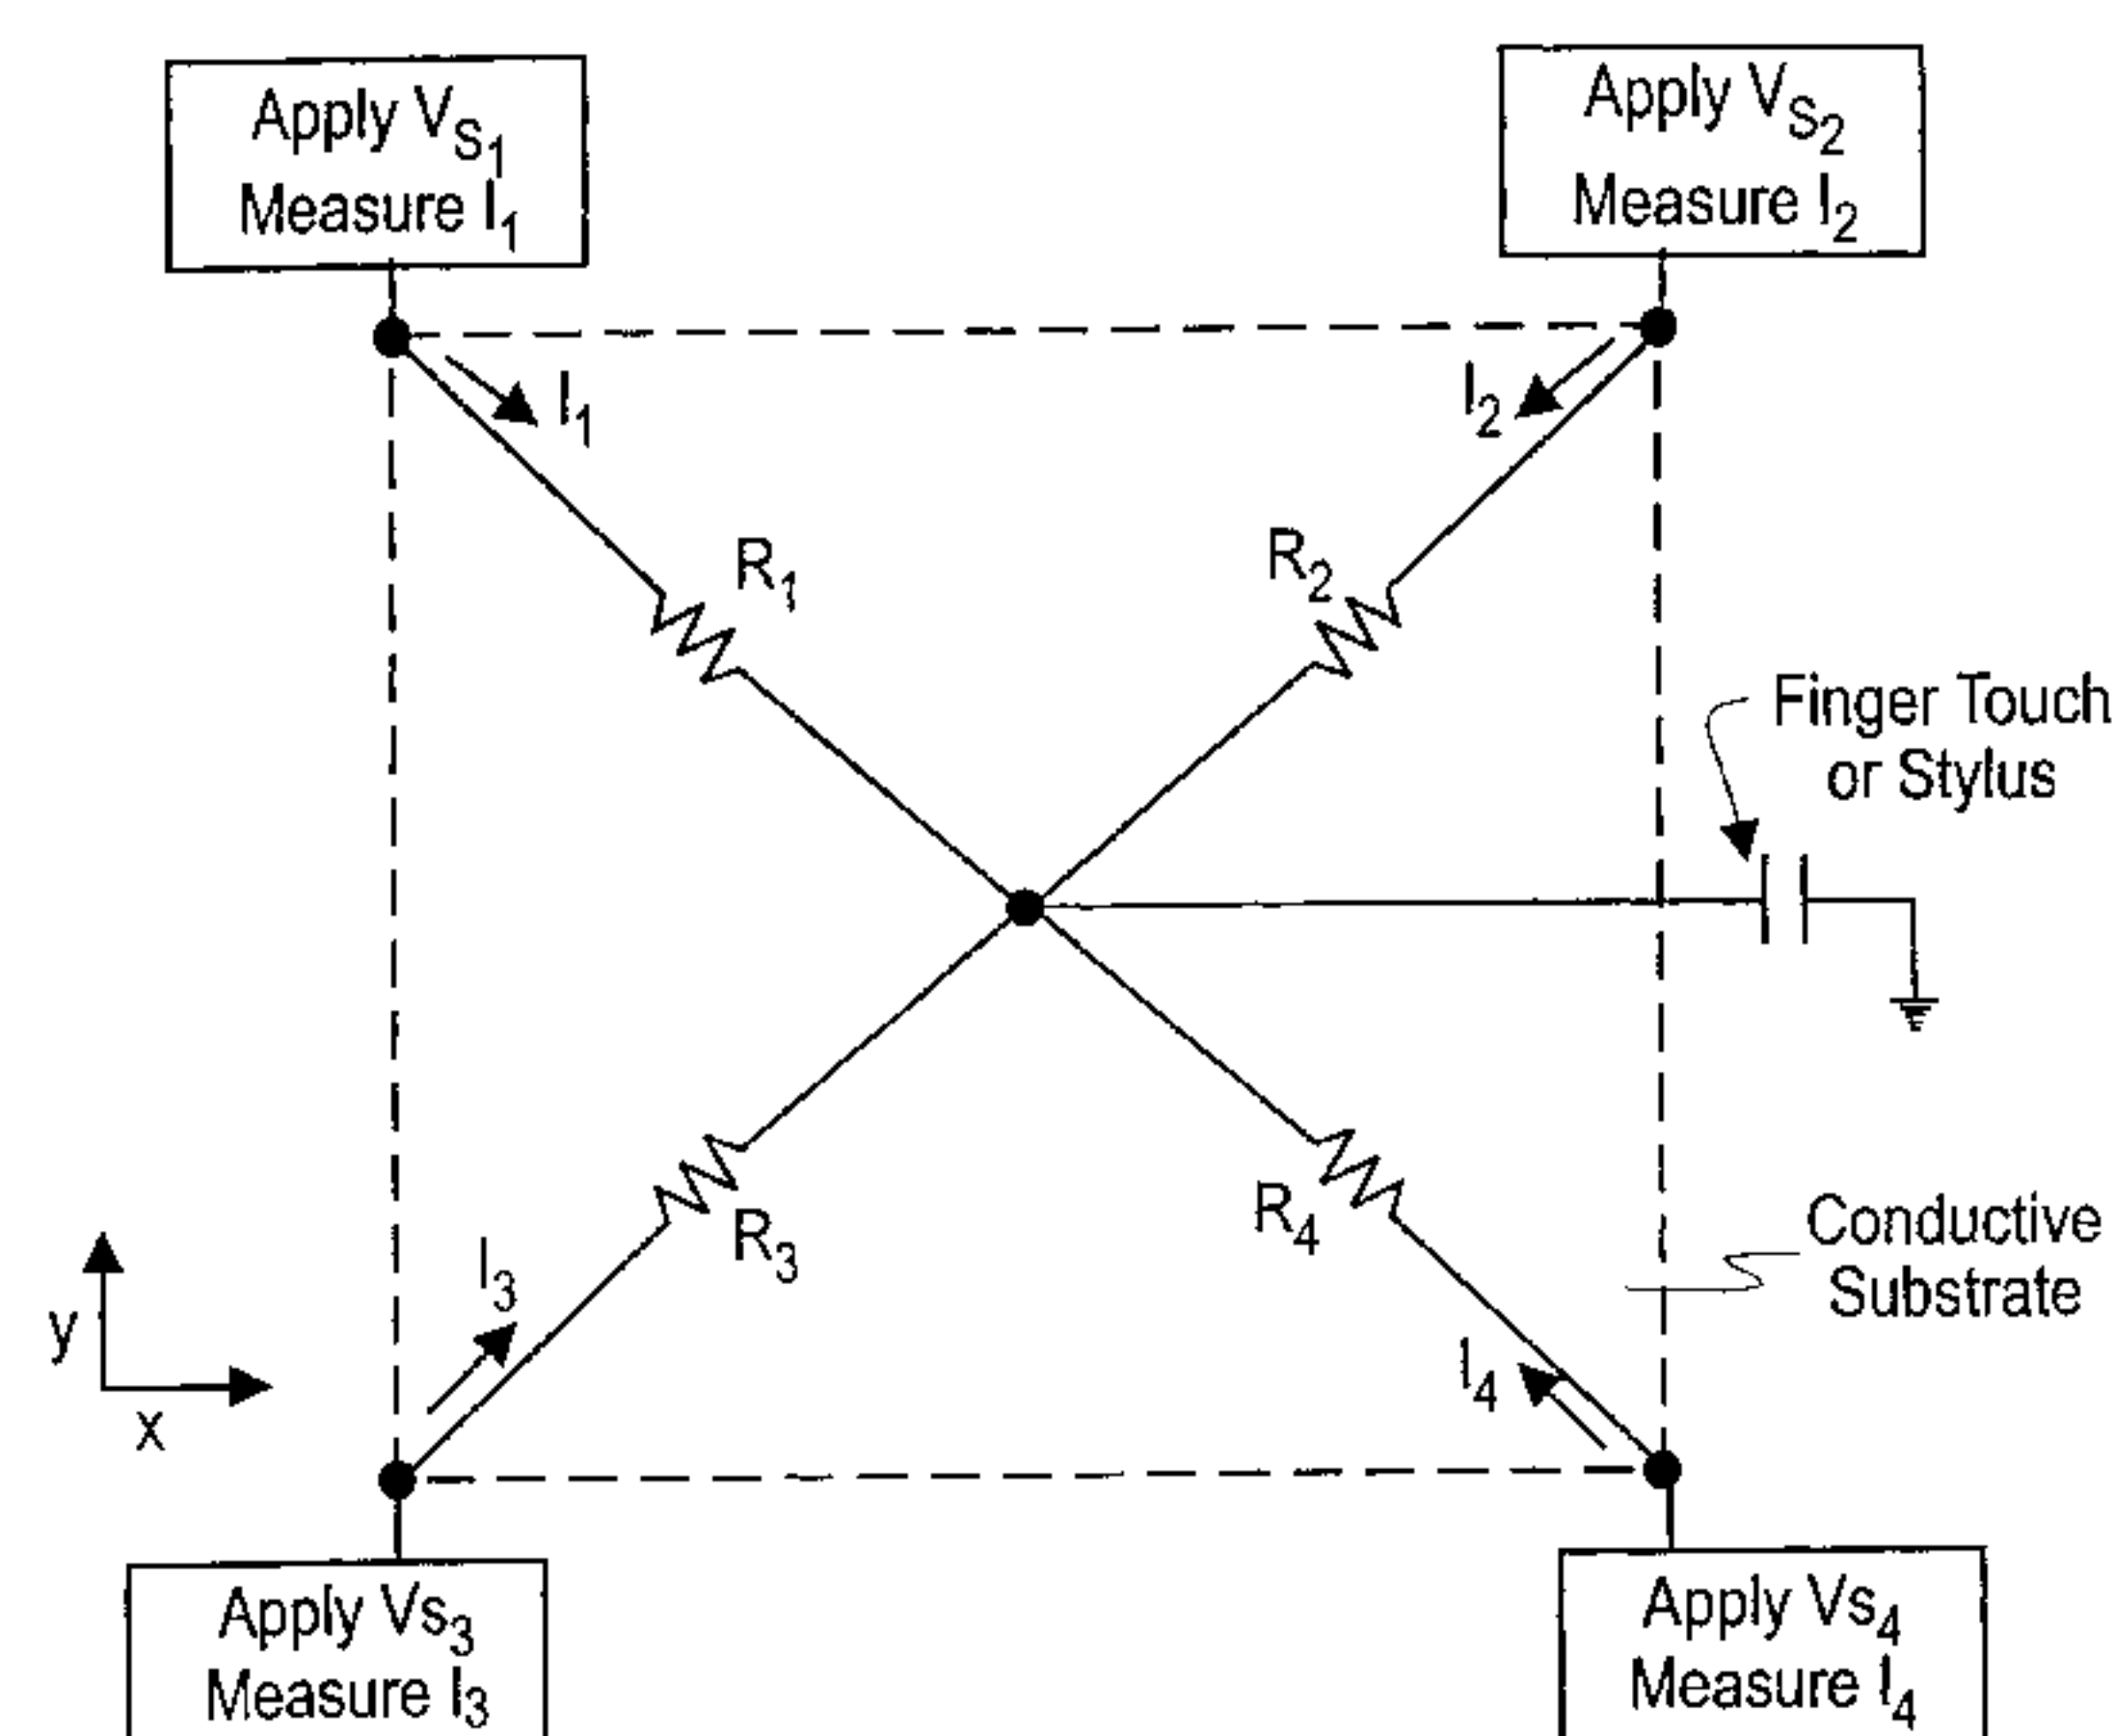 Apply VS1
Measure I1
Apply VS2
Measure I2
I1
I2
R1
R2
Finger Touch
or Stylus
R3
R4
Conductive
Substrate
I3
I4
y
x
Apply Vs3
Measure I3
Apply Vs4
Measure I4